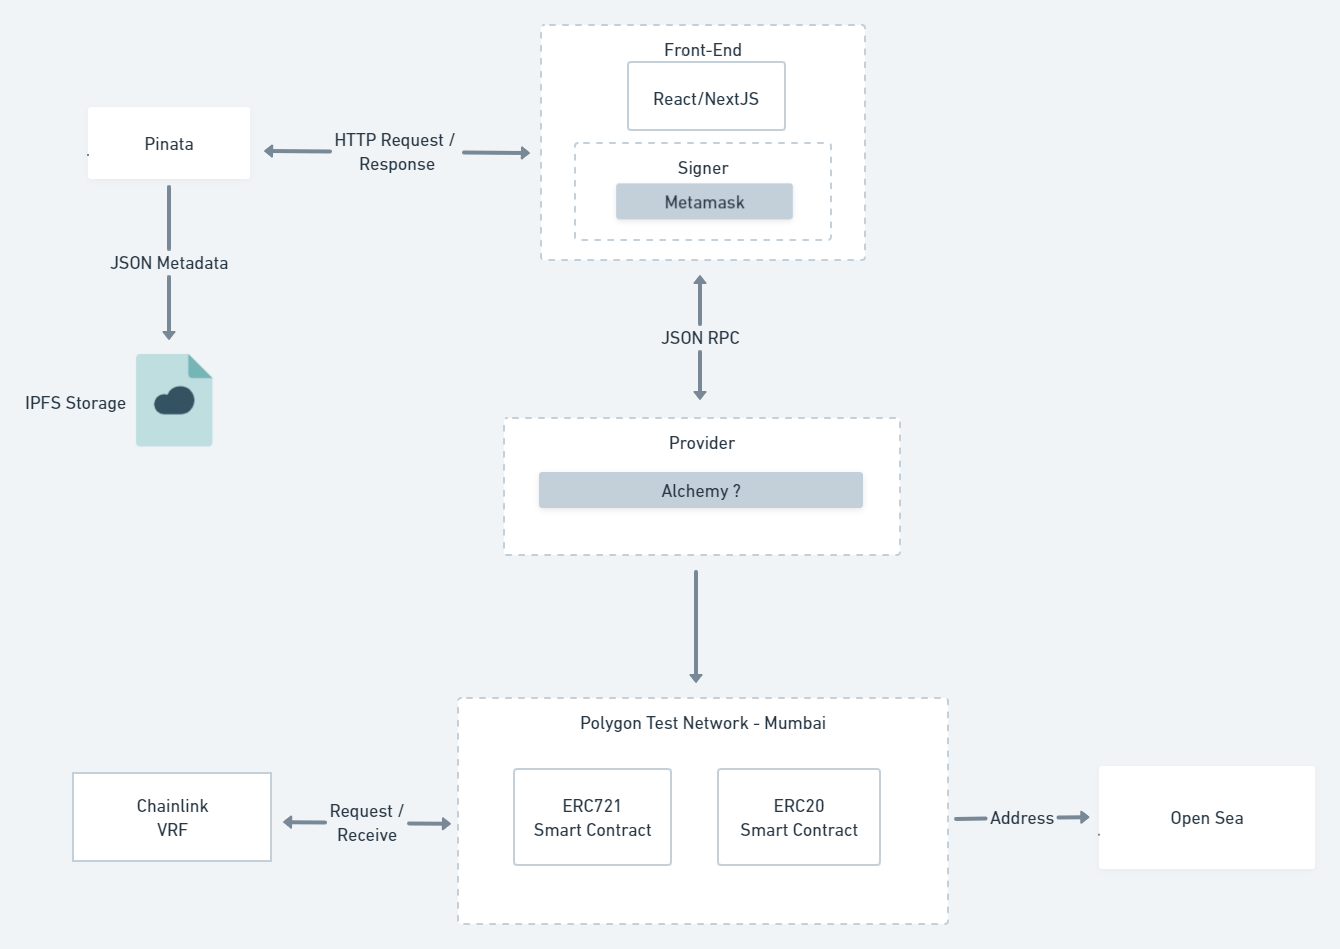 Front-End
React/NextJS
Signer
Metamask
Pinata
HTTP Request /
Response
JSON Metadata
IPFS Storage
JSON RPC
Provider
Alchemy ?
Polygon Test Network - Mumbai
ERC721
Smart Contract
ERC20
Smart Contract
Chainlink
VRF
Request /
Receive
Address
Open Sea